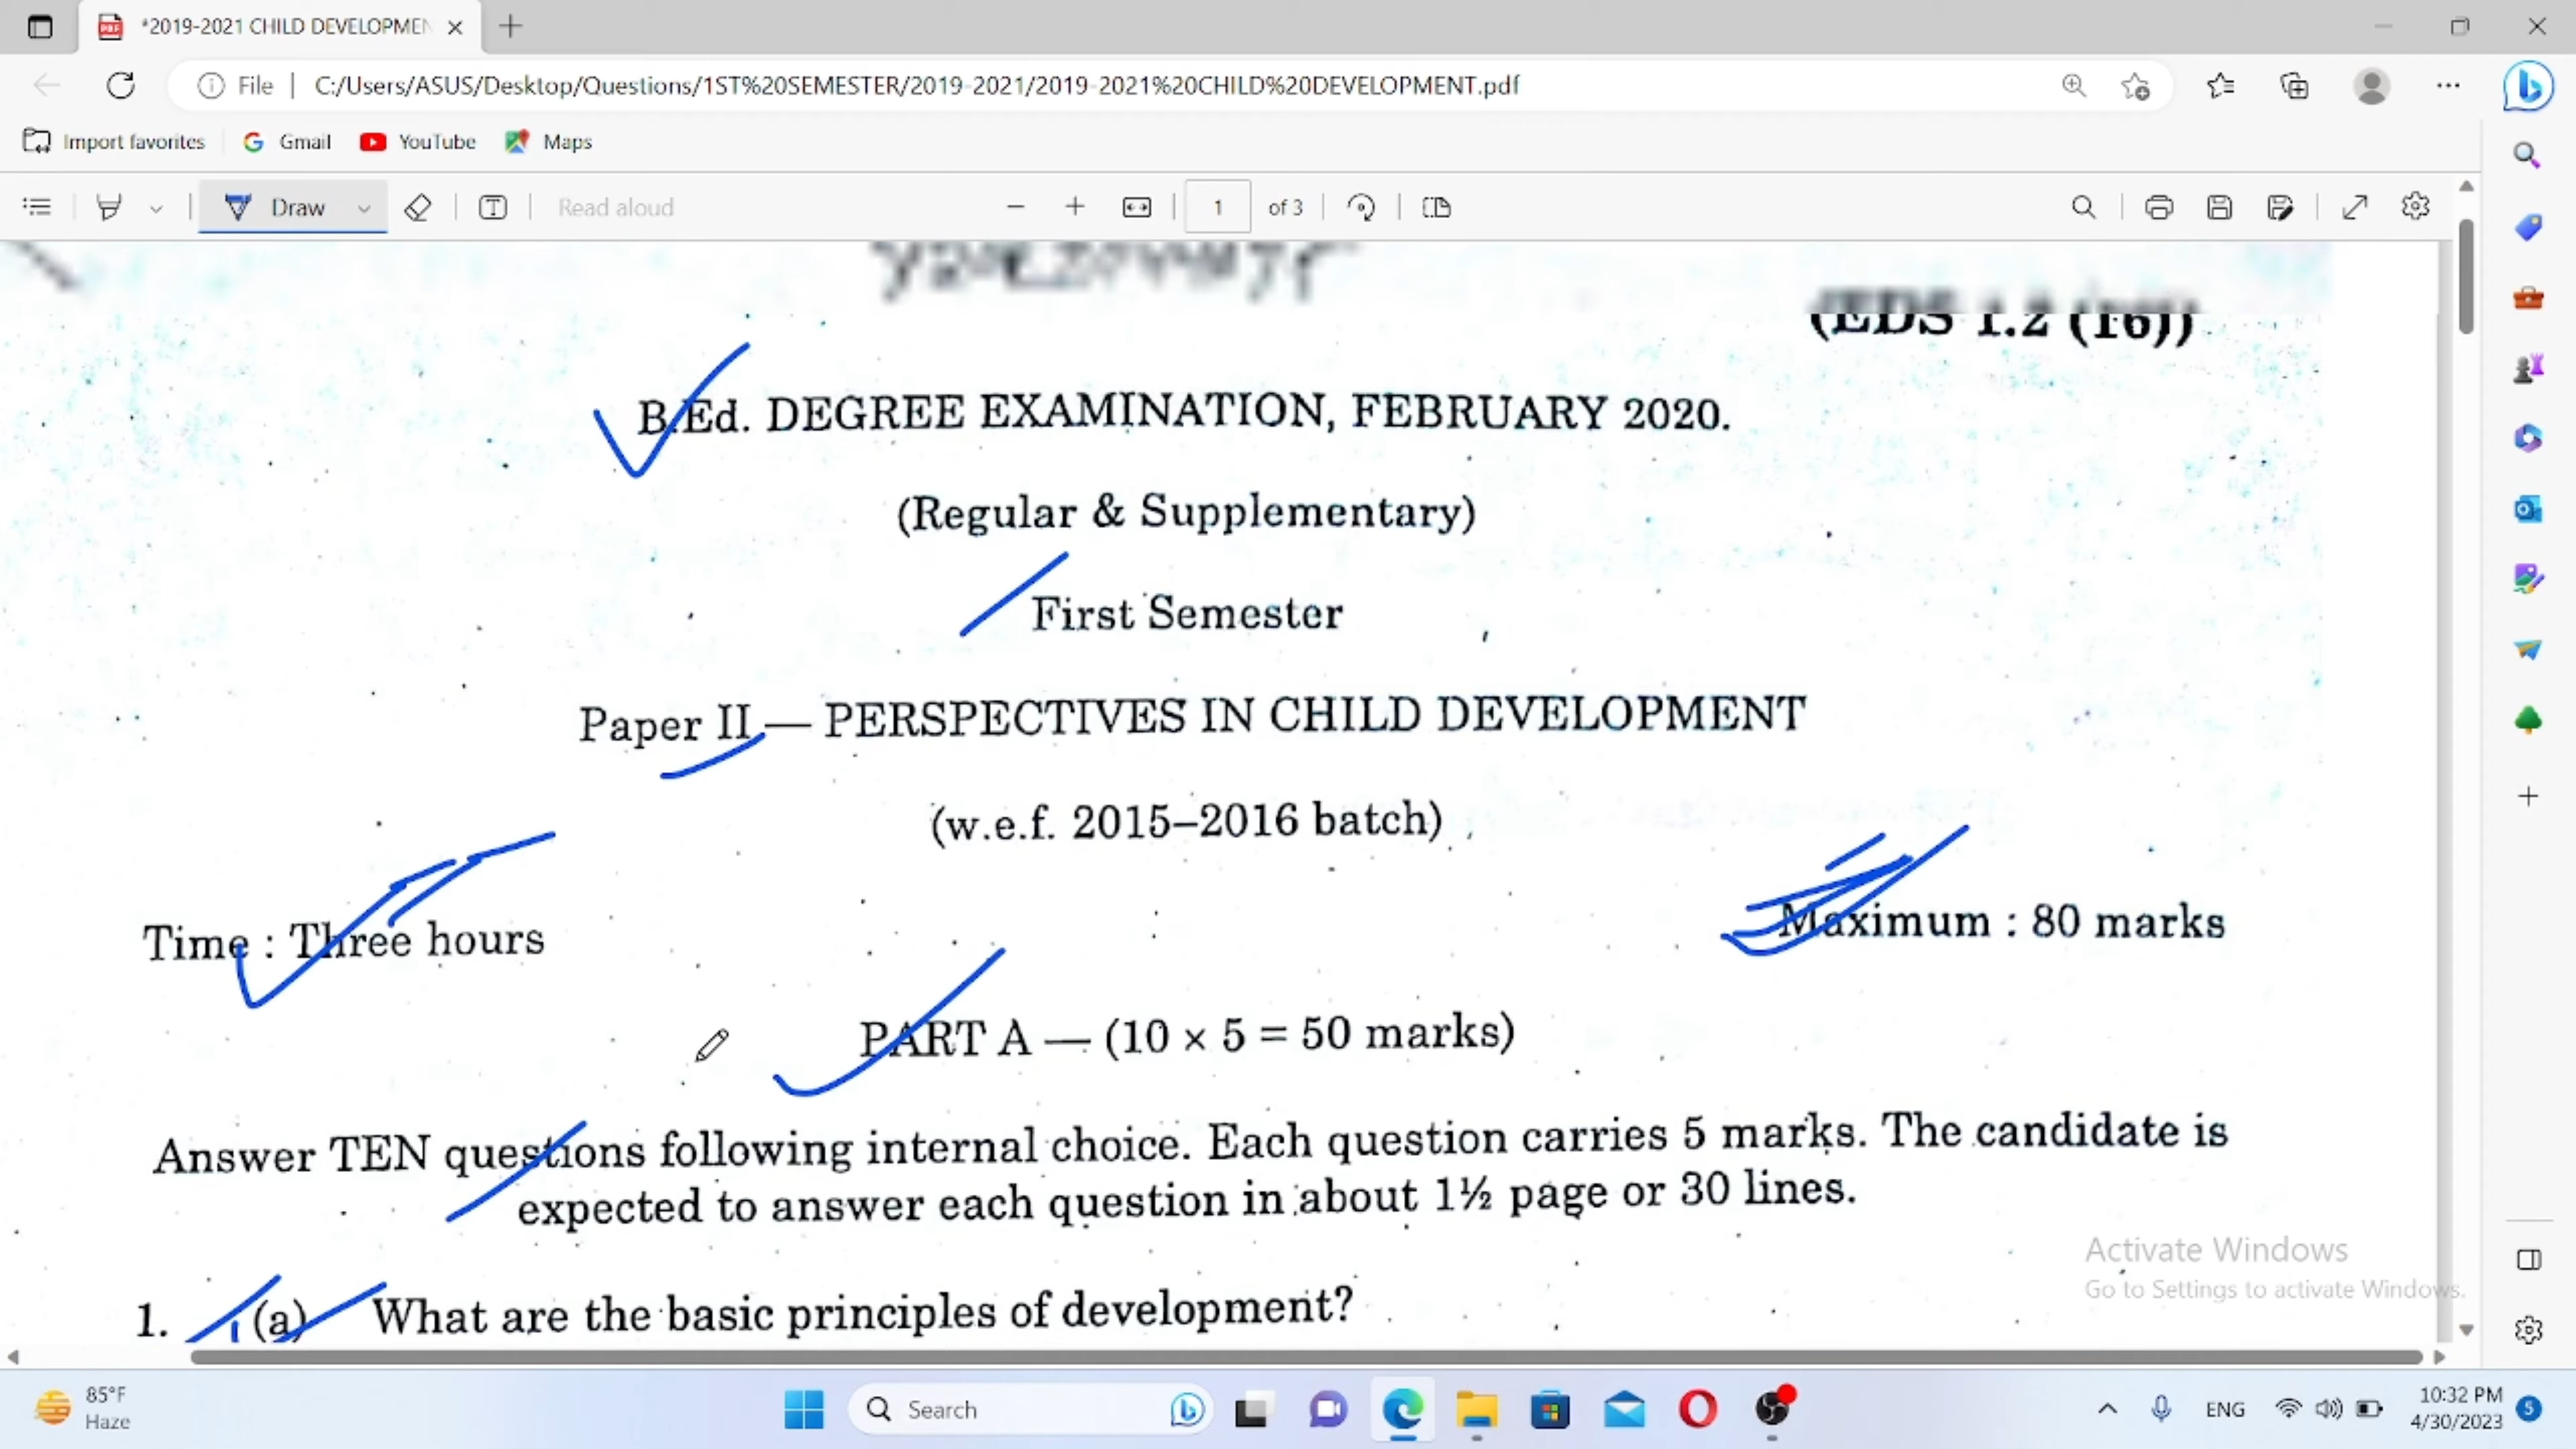 *2019-2021 CHILD DEVELOPMEN
File
C:/Users/ASUS/Desktop/Questions/1ST%20SEMESTER/2019-2021/2019-2021%20CHILD%20DEVELOPMENT.pdf
Import favorites
Gmail
YouTube
Maps
Draw
Read aloud
1 of 3
(EDS 1.2 (16))
B.Ed. DEGREE EXAMINATION, FEBRUARY 2020.
(Regular & Supplementary)
First Semester
Paper II — PERSPECTIVES IN CHILD DEVELOPMENT
(w.e.f. 2015–2016 batch)
Time : Three hours
Maximum : 80 marks
PART A — (10 × 5 = 50 marks)
Answer TEN questions following internal choice. Each question carries 5 marks. The candidate is
expected to answer each question in about 1½ page or 30 lines.
1. (a) What are the basic principles of development?
Activate Windows
Go to Settings to activate Windows.
85°F
Haze
Search
ENG
10:32 PM
4/30/2023
5